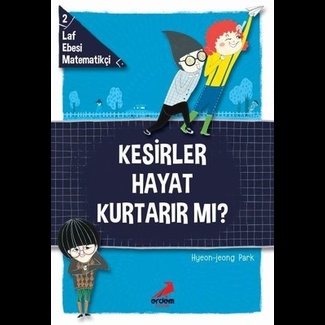 2
Laf
Ebesi
Matematikçi
KESİRLER
HAYAT
KURTARIR MI?
Hyeon-jeong Park
erdem